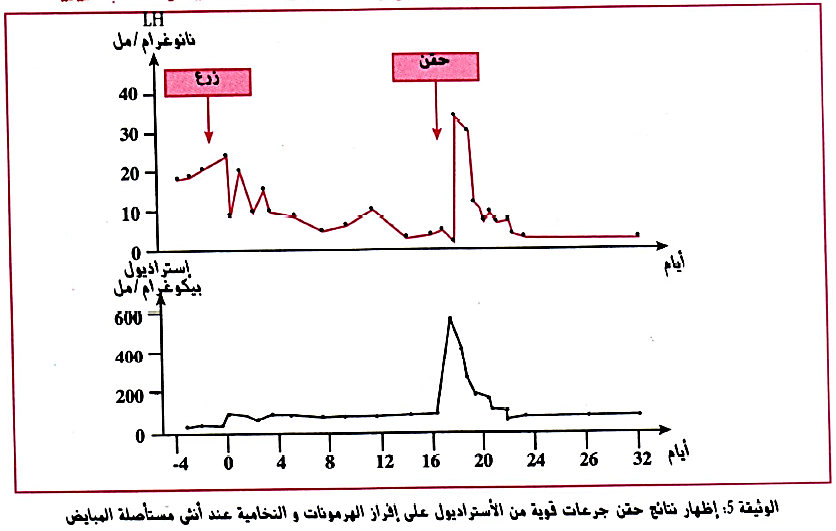 LH
نانوغرام/مل
زرع
حقن
40
30
20
10
0
أيام
إستراديول
بيكوغرام/مل
600
400
200
0
-4 0 4 8 12 16 20 24 26 32
أيام
الوثيقة 5: إظهار نتائج حقن جرعات قوية من الأستراديول على إفراز الهرمونات و النخامية عند أنثى مستأصلة المبايض